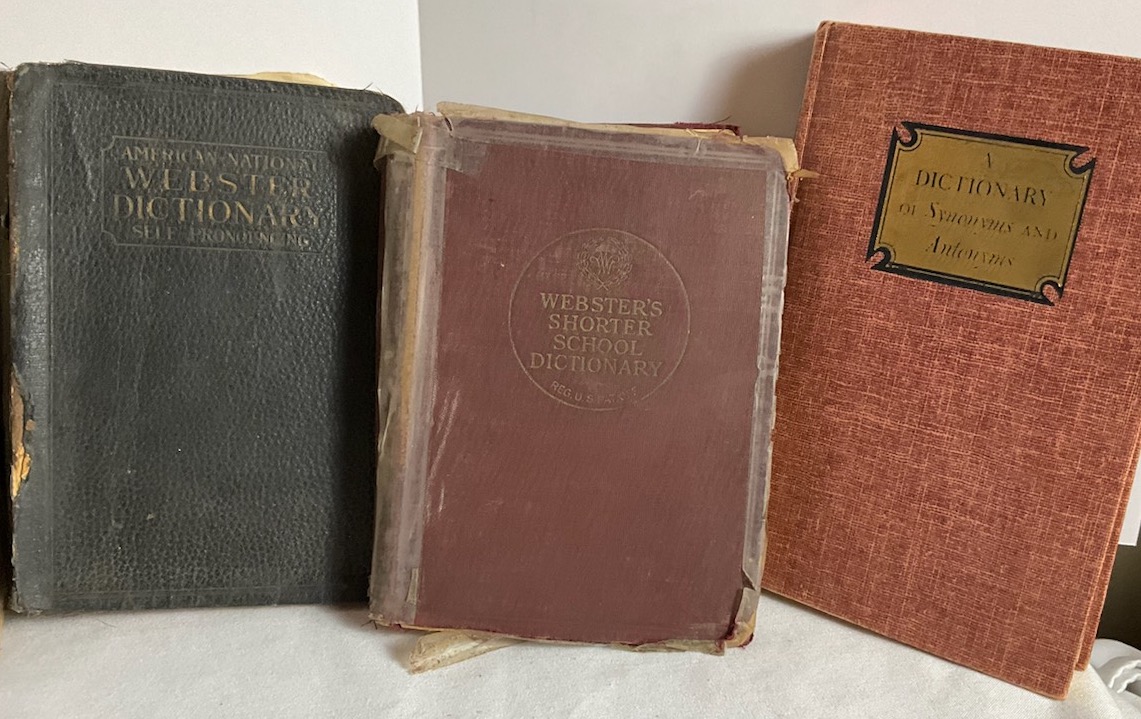 AMERICAN NATIONAL
WEBSTER
DICTIONARY
SELF PRONOUNCING
WEBSTER'S
SHORTER
SCHOOL
DICTIONARY
REG. U.S. PAT. OFF.
A
DICTIONARY
OF Synonyms AND
Antonyms